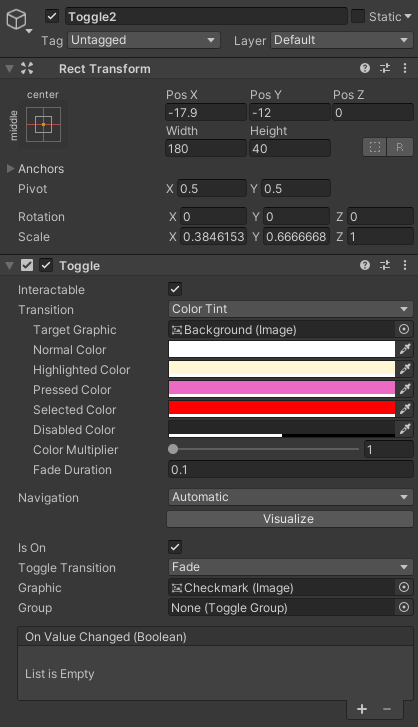 Toggle2 Static
Tag Untagged Layer Default
Rect Transform
center Pos X Pos Y Pos Z
middle -17.9 -12 0
Width Height
180 40 R
Anchors
Pivot X 0.5 Y 0.5
Rotation X 0 Y 0 Z 0
Scale X 0.3846153 Y 0.6666668 Z 1
Toggle
Interactable
Transition Color Tint
Target Graphic Background (Image)
Normal Color
Highlighted Color
Pressed Color
Selected Color
Disabled Color
Color Multiplier 1
Fade Duration 0.1
Navigation Automatic
Visualize
Is On
Toggle Transition Fade
Graphic Checkmark (Image)
Group None (Toggle Group)
On Value Changed (Boolean)
List is Empty